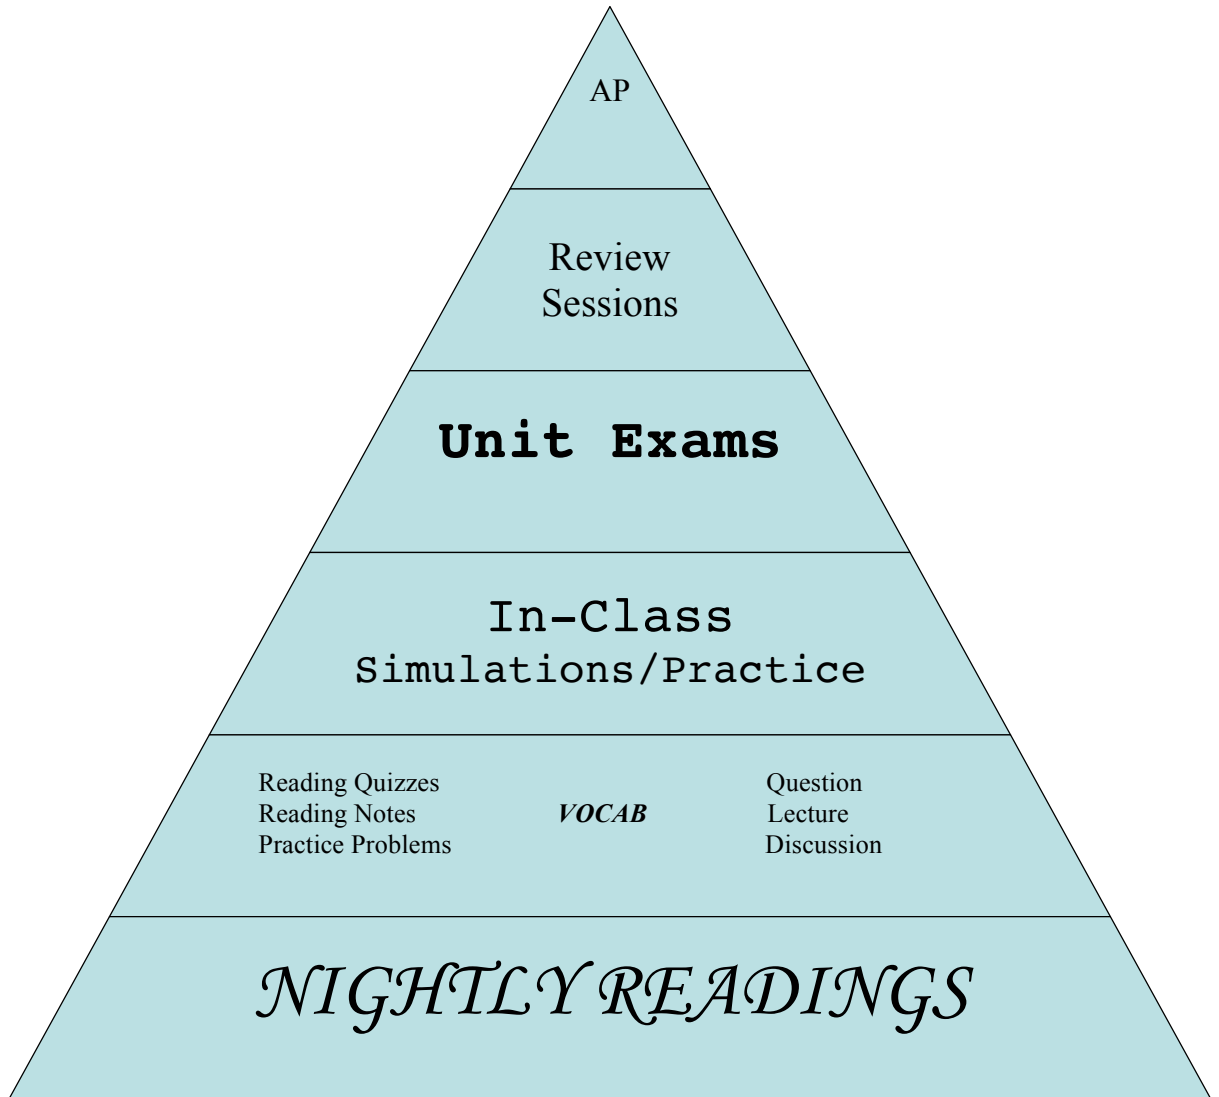 AP
Review
Sessions
Unit Exams
In-Class
Simulations/Practice
Reading Quizzes
Reading Notes
Practice Problems
VOCAB
Question
Lecture
Discussion
NIGHTLY READINGS